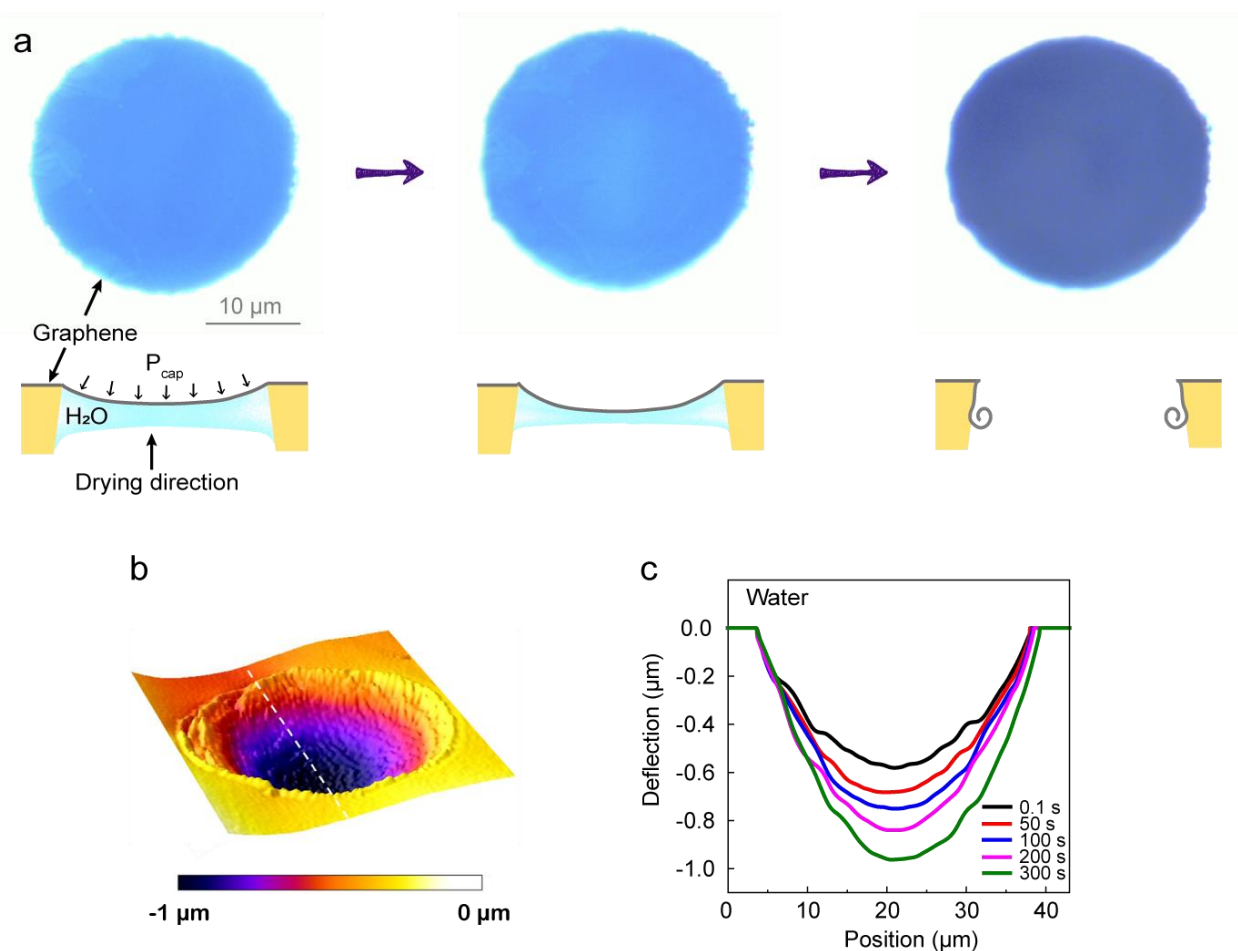 a
10 µm
Graphene
P_cap
H₂O
Drying direction
b
-1 µm
0 µm
c
Water
Deflection (µm)
0.0
-0.2
-0.4
-0.6
-0.8
-1.0
0.1 s
50 s
100 s
200 s
300 s
0 10 20 30 40
Position (µm)